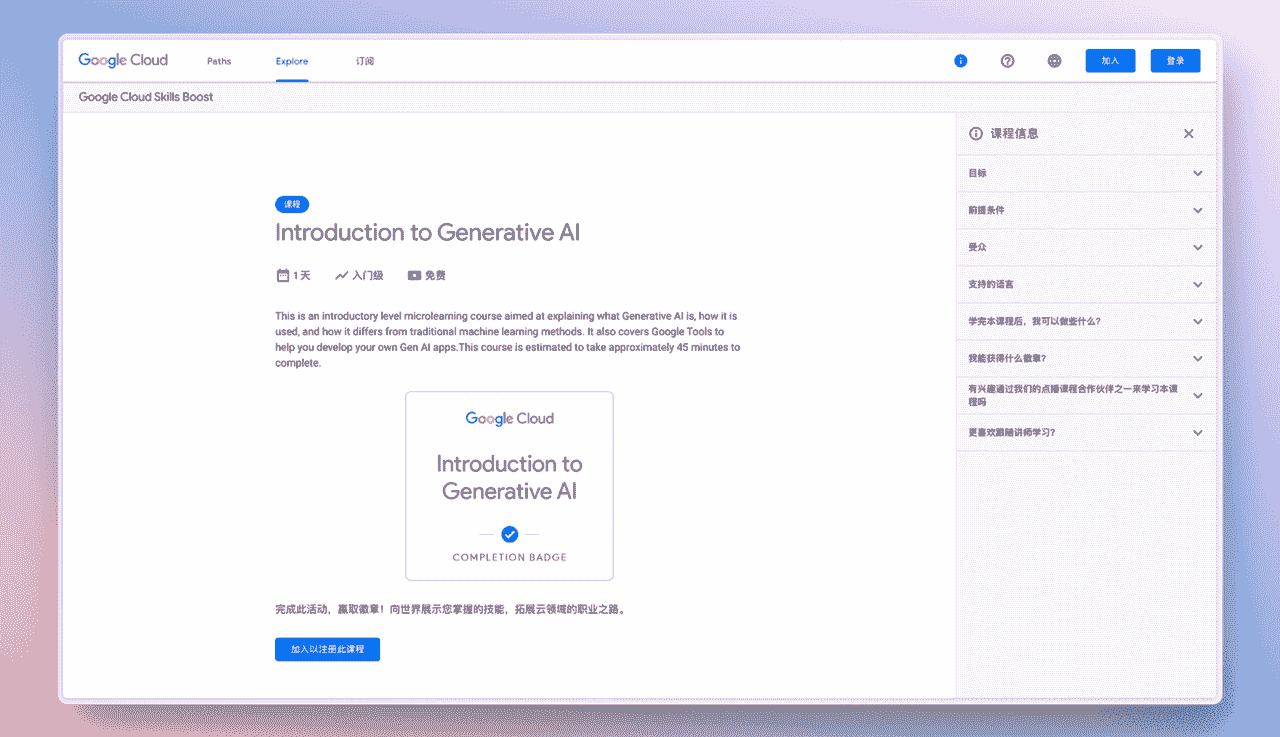 Google Cloud Paths Explore 订阅 加入 登录
Google Cloud Skills Boost
课程
Introduction to Generative AI
1 天 入门级 免费
This is an introductory level microlearning course aimed at explaining what Generative AI is, how it is
used, and how it differs from traditional machine learning methods. It also covers Google Tools to
help you develop your own Gen AI apps.This course is estimated to take approximately 45 minutes to
complete.
Google Cloud
Introduction to
Generative AI
COMPLETION BADGE
完成此活动，赢取徽章！向世界展示您掌握的技能，拓展云领域的职业之路。
加入以注册此课程
课程信息
目标
前提条件
受众
支持的语言
学完本课程后，我可以做些什么？
我能获得什么徽章？
有兴趣通过我们的点播课程合作伙伴之一来学习本课
程吗
更喜欢跟随讲师学习？